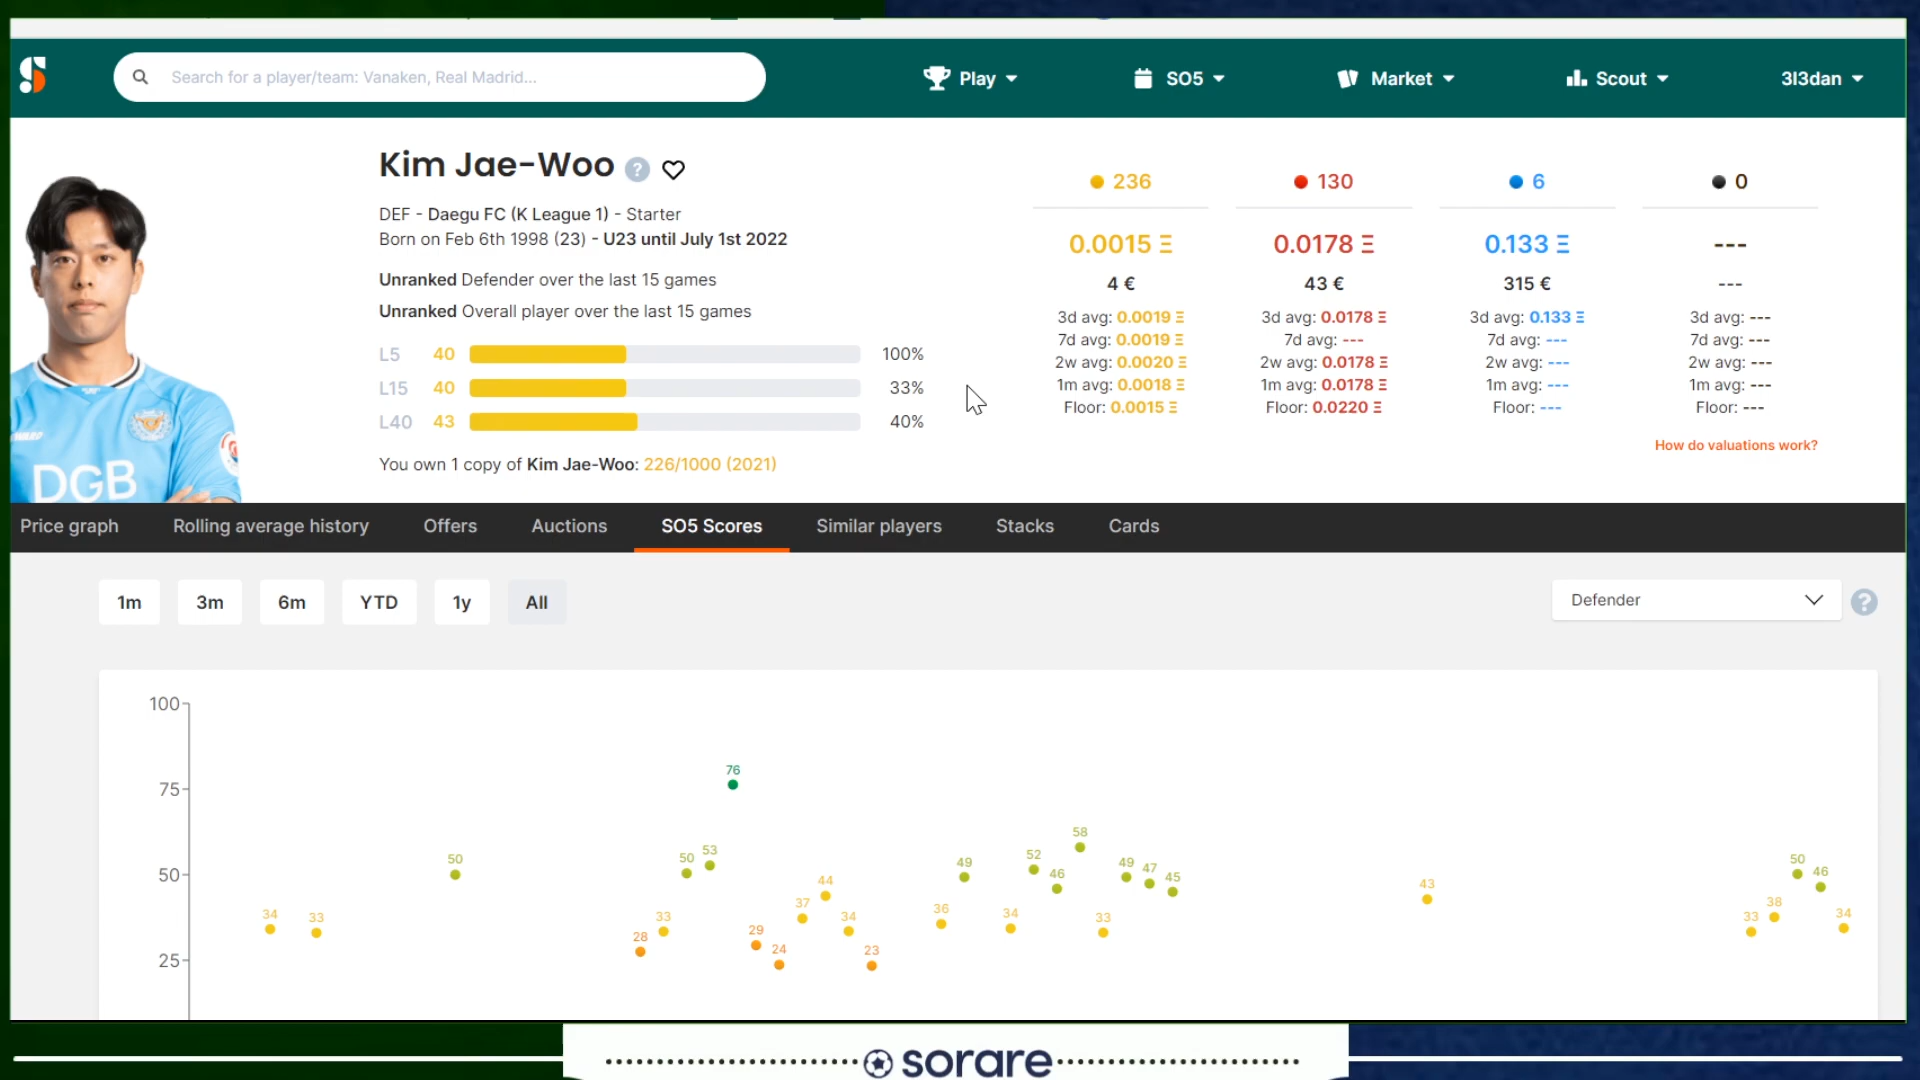 Search for a player/team: Vanaken, Real Madrid...
Play
SO5
Market
Scout
3l3dan
Kim Jae-Woo ?
DEF - Daegu FC (K League 1) - Starter
Born on Feb 6th 1998 (23) - U23 until July 1st 2022
Unranked Defender over the last 15 games
Unranked Overall player over the last 15 games
L5 40 100%
L15 40 33%
L40 43 40%
You own 1 copy of Kim Jae-Woo: 226/1000 (2021)
236
0.0015 Ξ
4 €
3d avg: 0.0019 Ξ
7d avg: 0.0019 Ξ
2w avg: 0.0020 Ξ
1m avg: 0.0018 Ξ
Floor: 0.0015 Ξ
130
0.0178 Ξ
43 €
3d avg: 0.0178 Ξ
7d avg: ---
2w avg: 0.0178 Ξ
1m avg: 0.0178 Ξ
Floor: 0.0220 Ξ
6
0.133 Ξ
315 €
3d avg: 0.133 Ξ
7d avg: ---
2w avg: ---
1m avg: ---
Floor: ---
0
---
---
3d avg: ---
7d avg: ---
2w avg: ---
1m avg: ---
Floor: ---
How do valuations work?
DGB
Price graph
Rolling average history
Offers
Auctions
SO5 Scores
Similar players
Stacks
Cards
1m
3m
6m
YTD
1y
All
Defender
?
100
75
50
25
34
33
50
28
33
50
53
76
29
24
37
44
34
23
36
49
34
52
46
58
33
49
47
45
43
33
38
50
46
34
sorare